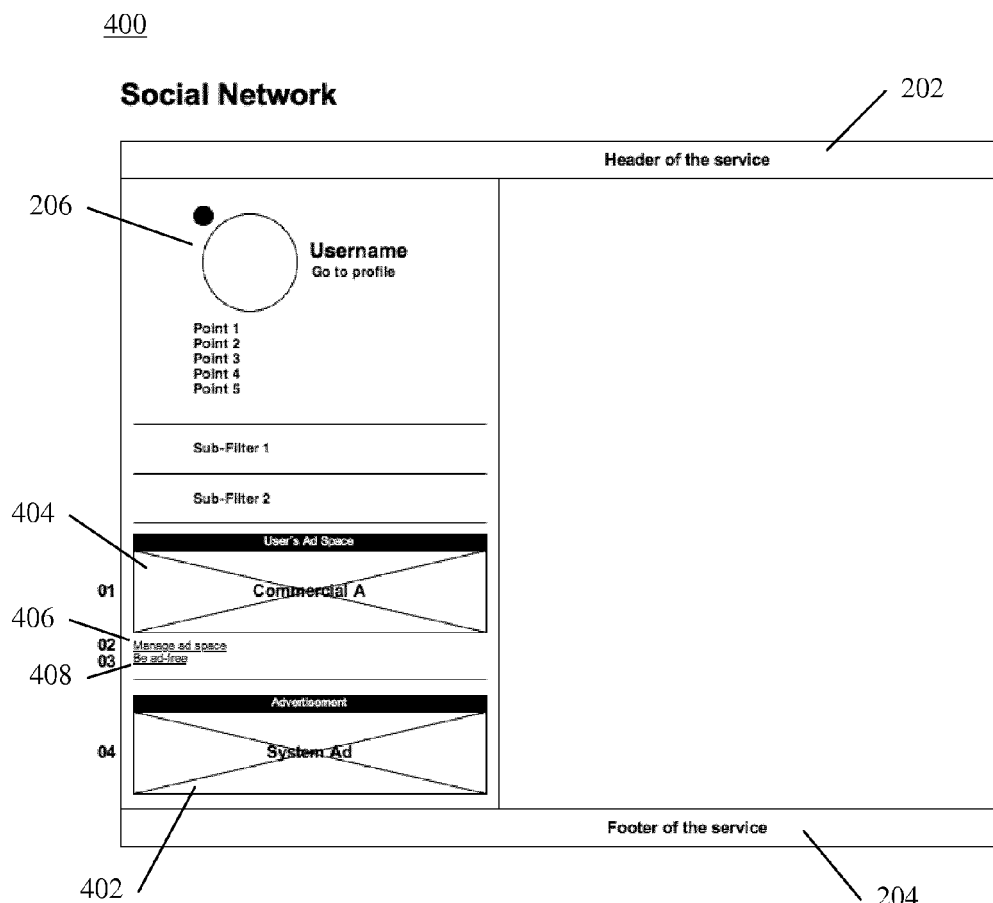 400
Social Network
202
Header of the service
206
Username
Go to profile
Point 1
Point 2
Point 3
Point 4
Point 5
Sub-Filter 1
Sub-Filter 2
404
User's Ad Space
01
Commercial A
406
02
Manage ad space
03
Be ad-free
408
Advertisement
04
System Ad
Footer of the service
402
204